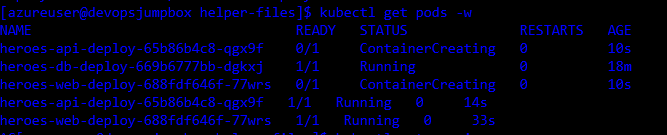 [azureuser@devopsjumpbox helper-files]$ kubectl get pods -w
NAME READY STATUS RESTARTS AGE
heroes-api-deploy-65b86b4c8-qgx9f 0/1 ContainerCreating 0 10s
heroes-db-deploy-669b6777bb-dgkxj 1/1 Running 0 18m
heroes-web-deploy-688fdf646f-77wrs 0/1 ContainerCreating 0 10s
heroes-api-deploy-65b86b4c8-qgx9f 1/1 Running 0 14s
heroes-web-deploy-688fdf646f-77wrs 1/1 Running 0 33s